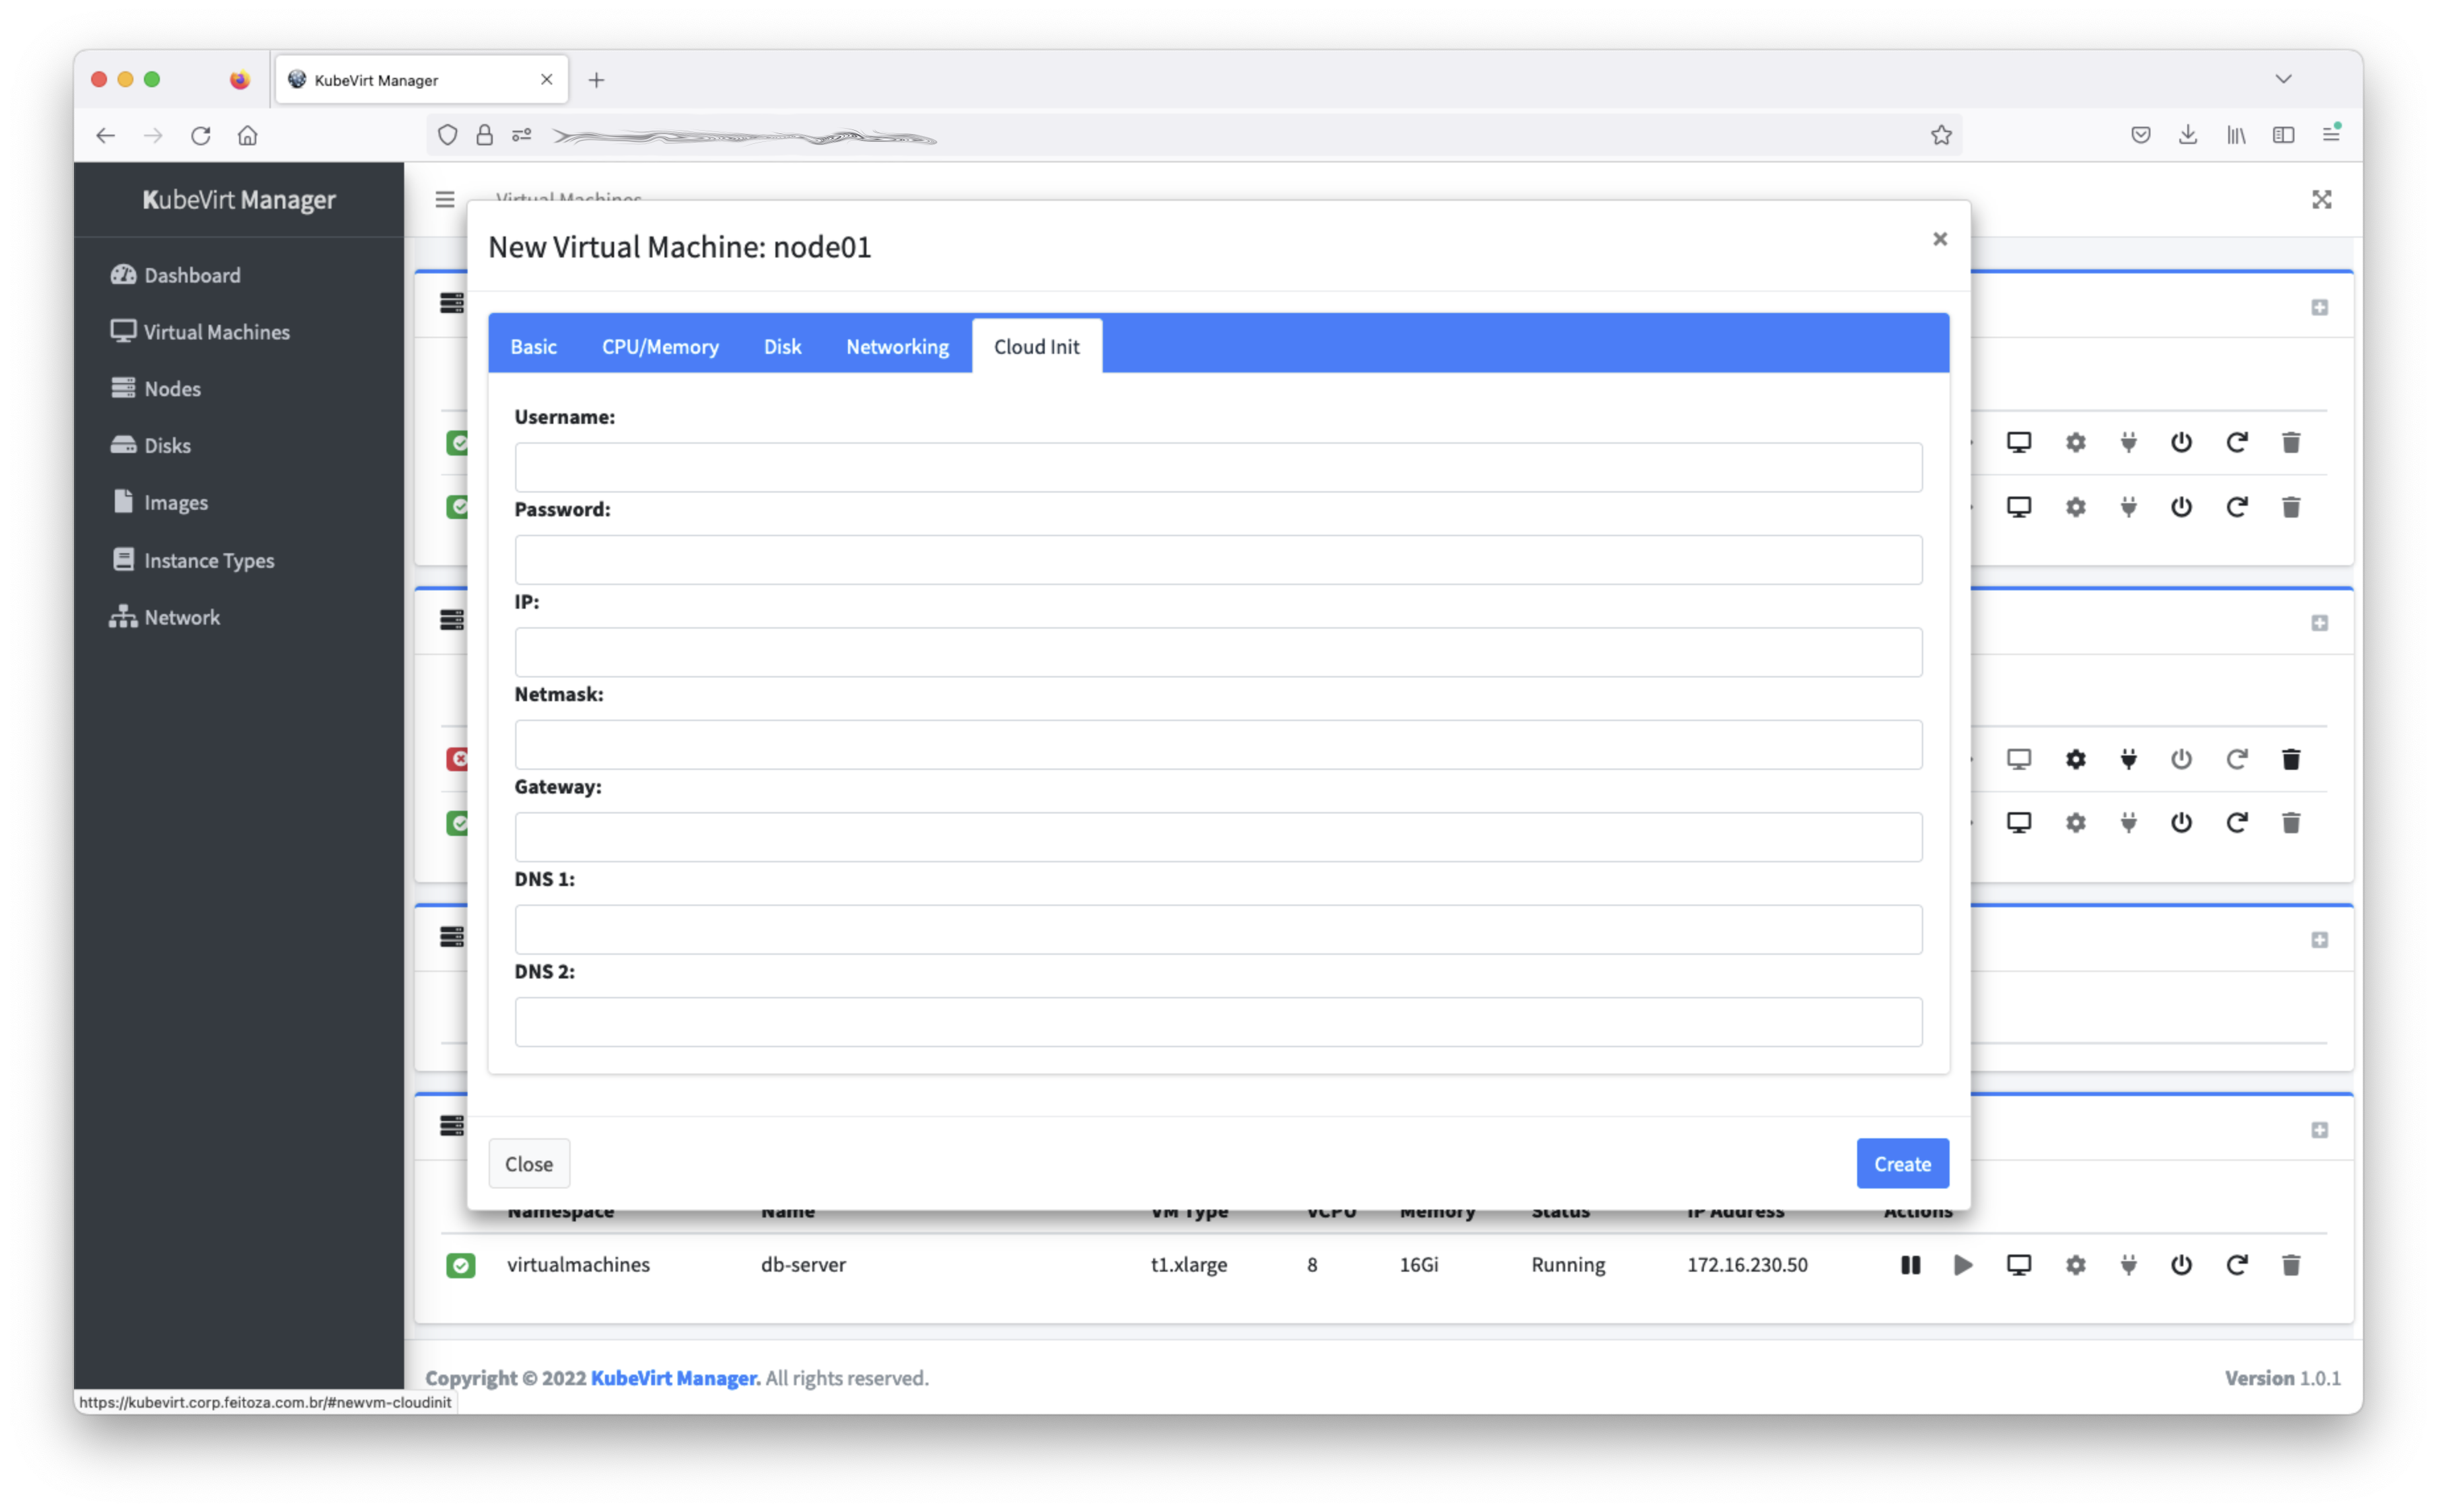 KubeVirt Manager
KubeVirt Manager
Virtual Machines
Dashboard
Virtual Machines
Nodes
Disks
Images
Instance Types
Network
New Virtual Machine: node01
Basic CPU/Memory Disk Networking Cloud Init
Username:
Password:
IP:
Netmask:
Gateway:
DNS 1:
DNS 2:
Close Create
Namespace Name VM Type vCPU Memory Status IP Address Actions
virtualmachines db-server t1.xlarge 8 16Gi Running 172.16.230.50
Copyright © 2022 KubeVirt Manager. All rights reserved. Version 1.0.1
https://kubevirt.corp.feitoza.com.br/#newvm-cloudinit